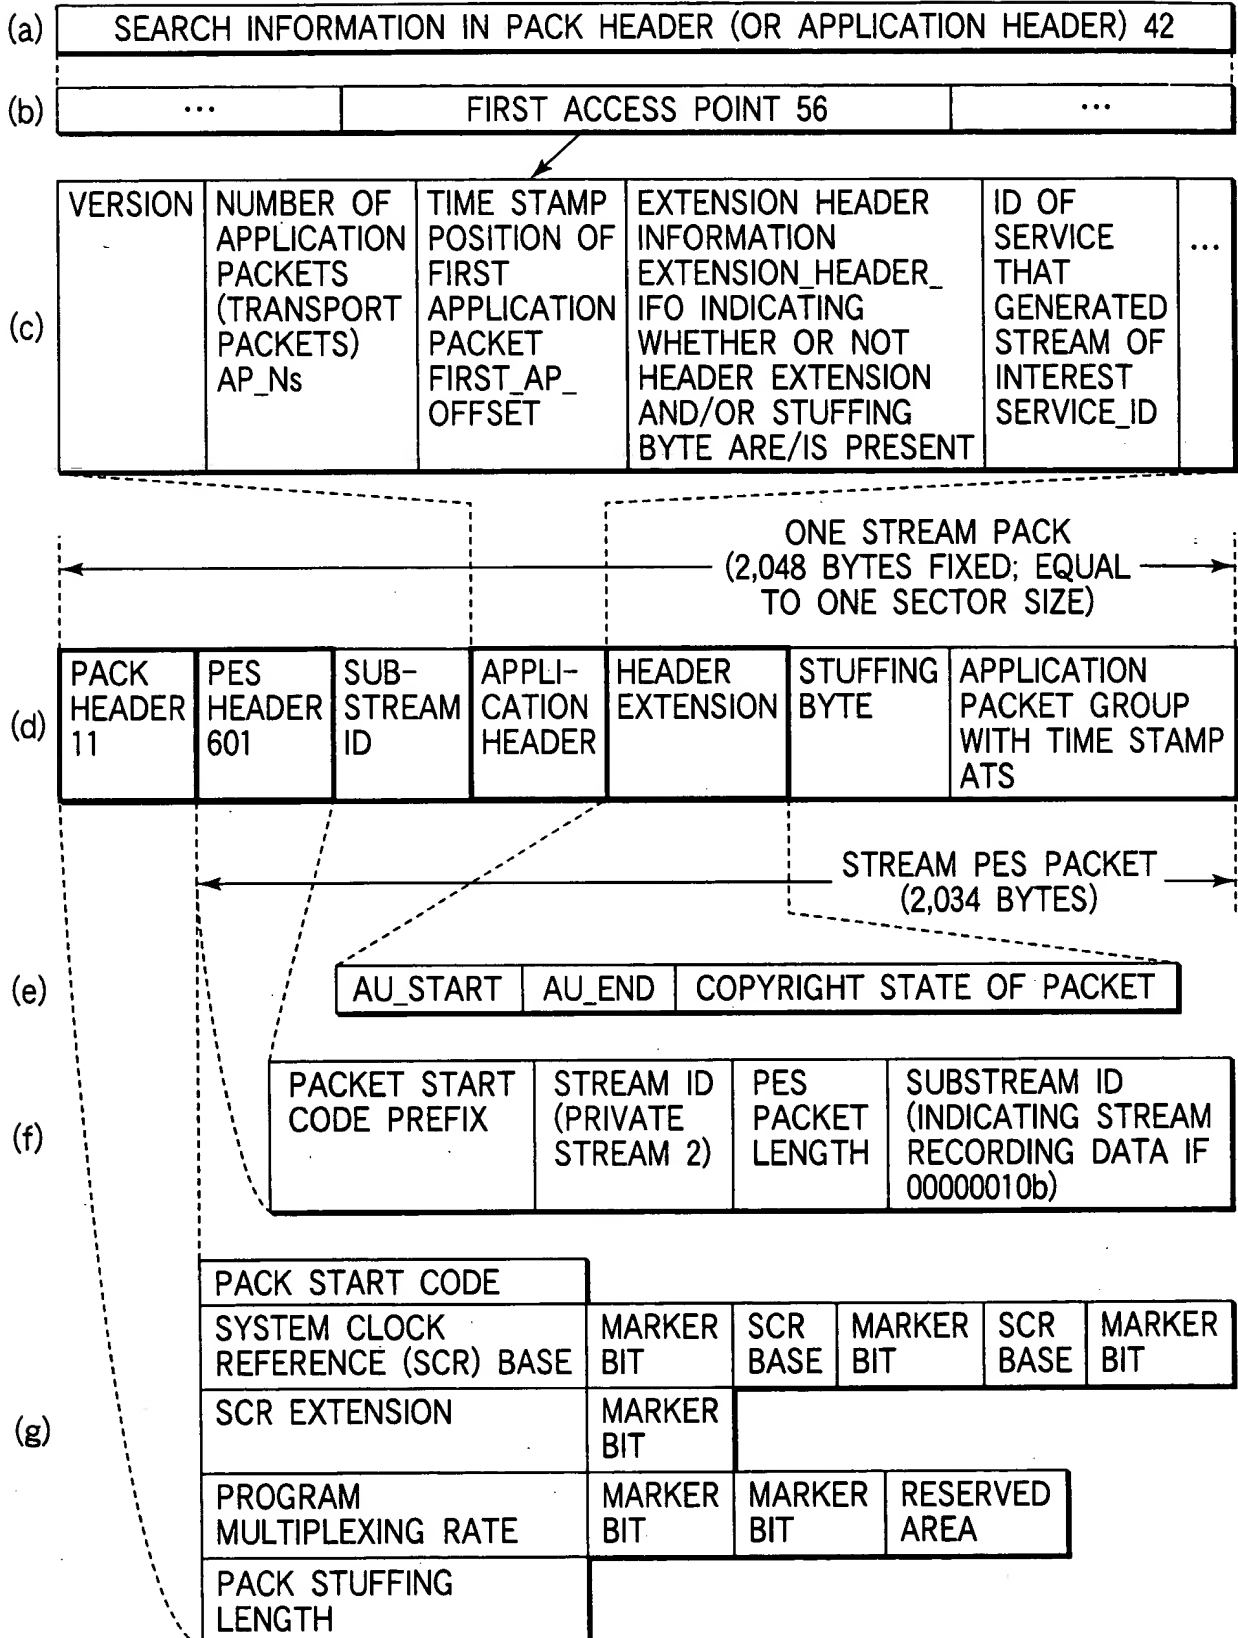 (a) SEARCH INFORMATION IN PACK HEADER (OR APPLICATION HEADER) 42
(b) ... FIRST ACCESS POINT 56 ...
(c)
VERSION
NUMBER OF
APPLICATION
PACKETS
(TRANSPORT
PACKETS)
AP_Ns
TIME STAMP
POSITION OF
FIRST
APPLICATION
PACKET
FIRST_AP_
OFFSET
EXTENSION HEADER
INFORMATION
EXTENSION_HEADER_
IFO INDICATING
WHETHER OR NOT
HEADER EXTENSION
AND/OR STUFFING
BYTE ARE/IS PRESENT
ID OF
SERVICE
THAT
GENERATED
STREAM OF
INTEREST
SERVICE_ID
...
ONE STREAM PACK
(2,048 BYTES FIXED; EQUAL
TO ONE SECTOR SIZE)
(d)
PACK
HEADER
11
PES
HEADER
601
SUB-
STREAM
ID
APPLI-
CATION
HEADER
HEADER
EXTENSION
STUFFING
BYTE
APPLICATION
PACKET GROUP
WITH TIME STAMP
ATS
STREAM PES PACKET
(2,034 BYTES)
(e) AU_START AU_END COPYRIGHT STATE OF PACKET
(f)
PACKET START
CODE PREFIX
STREAM ID
(PRIVATE
STREAM 2)
PES
PACKET
LENGTH
SUBSTREAM ID
(INDICATING STREAM
RECORDING DATA IF
00000010b)
(g)
PACK START CODE
SYSTEM CLOCK
REFERENCE (SCR) BASE
MARKER
BIT
SCR
BASE
MARKER
BIT
SCR
BASE
MARKER
BIT
SCR EXTENSION
MARKER
BIT
PROGRAM
MULTIPLEXING RATE
MARKER
BIT
MARKER
BIT
RESERVED
AREA
PACK STUFFING
LENGTH